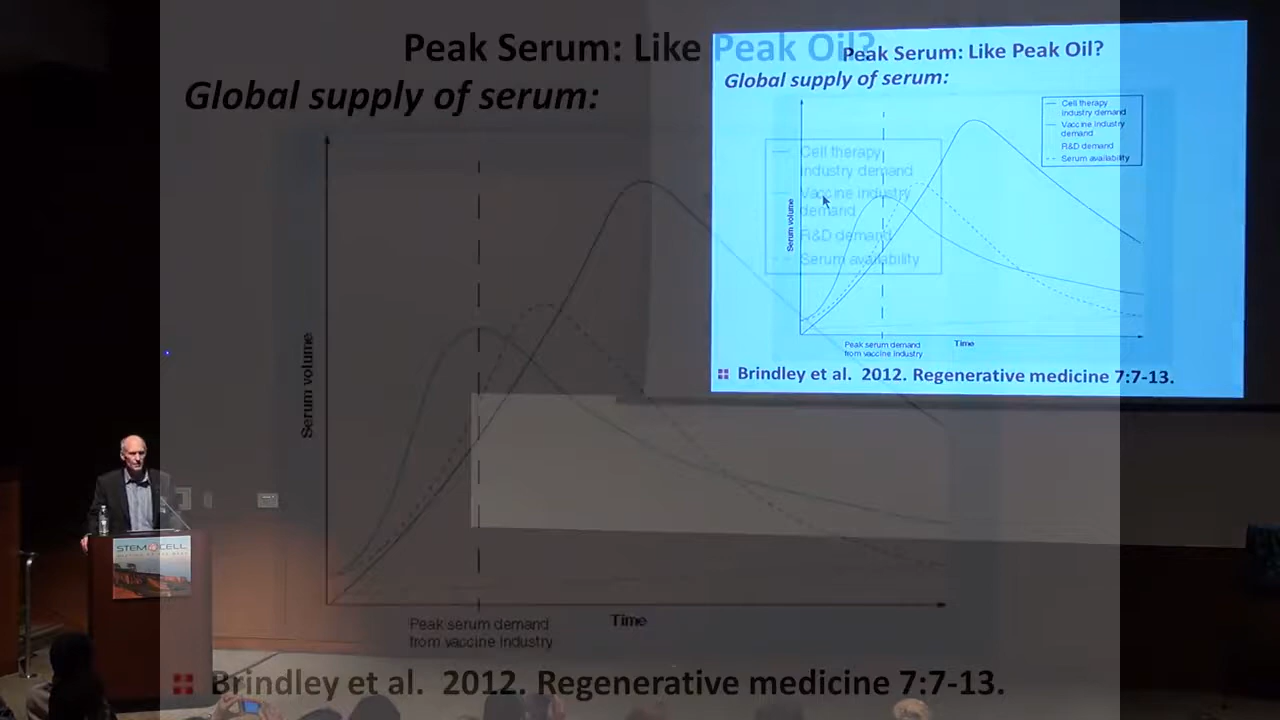 Peak Serum: Like Peak Oil?
Global supply of serum:
Cell therapy
industry demand
Vaccine industry
demand
R&D demand
Serum availability
Serum volume
Time
Peak serum demand
from vaccine industry
Brindley et al. 2012. Regenerative medicine 7:7-13.
Peak Serum: Like Peak Oil?
Global supply of serum:
Cell therapy
industry demand
Vaccine industry
demand
R&D demand
Serum availability
Serum volume
Peak serum demand
from vaccine industry
Time
Brindley et al. 2012. Regenerative medicine 7:7-13.
STEM CELL